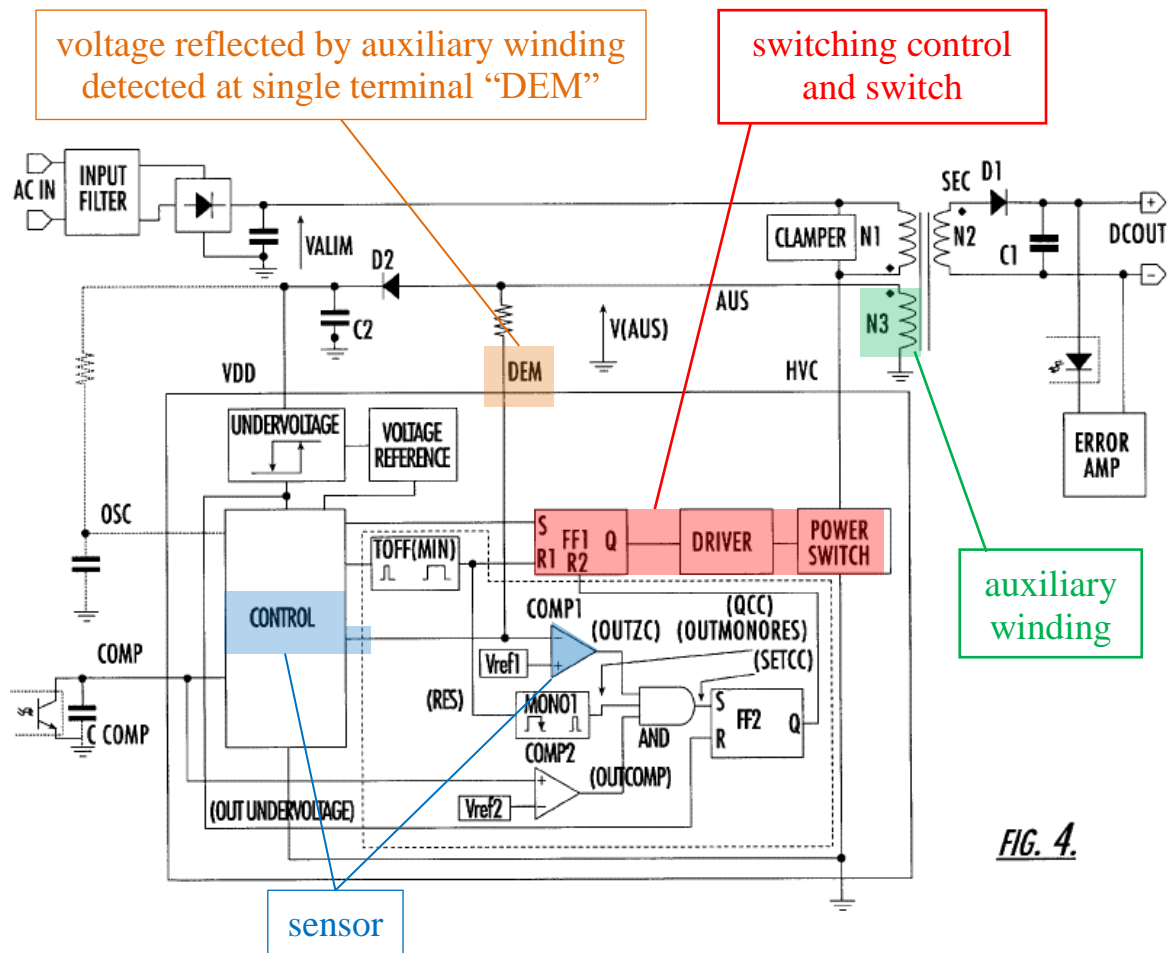 voltage reflected by auxiliary winding
detected at single terminal “DEM”
switching control
and switch
AC IN
INPUT
FILTER
VALIM
D2
C2
VDD
DEM
V(AUS)
AUS
HVC
CLAMPER
N1
N2
N3
SEC
D1
C1
+
DCOUT
−
ERROR
AMP
auxiliary
winding
UNDERVOLTAGE
VOLTAGE
REFERENCE
OSC
CONTROL
COMP
C COMP
TOFF(MIN)
S
R1
FF1
R2
Q
DRIVER
POWER
SWITCH
COMP1
−
+
Vref1
(OUTZC)
(QCC)
(OUTMONORES)
(SETCC)
(RES)
MONO1
COMP2
AND
S
R
FF2
Q
+
−
Vref2
(OUTCOMP)
(OUT UNDERVOLTAGE)
FIG. 4.
sensor